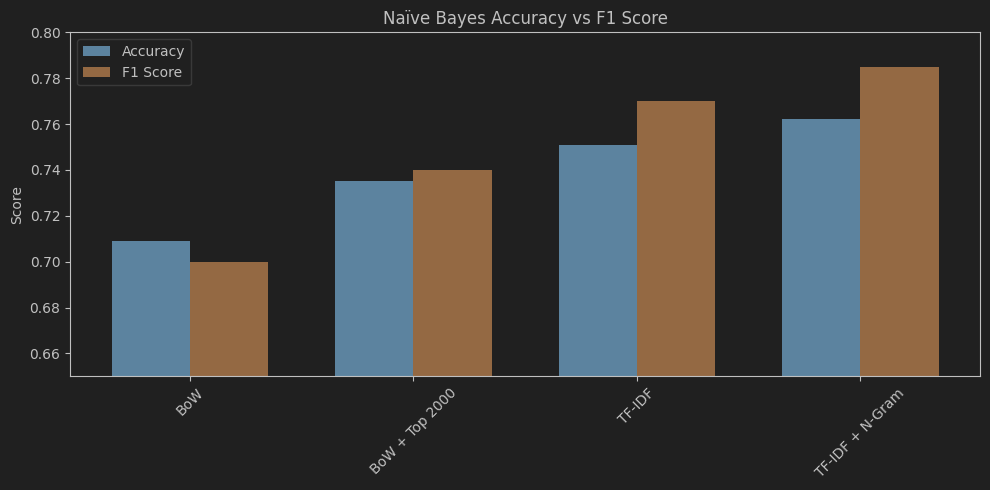 Naïve Bayes Accuracy vs F1 Score
Accuracy
F1 Score
Score
0.80
0.78
0.76
0.74
0.72
0.70
0.68
0.66
BoW
BoW + Top 2000
TF-IDF
TF-IDF + N-Gram